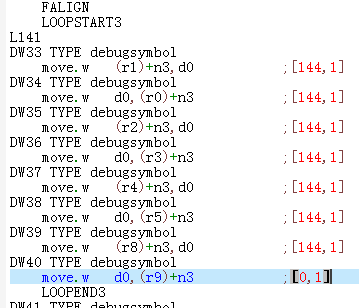 FALIGN
LOOPSTART3
L141
DW33 TYPE debugsymbol
move.w (r1)+n3,d0 ;[144,1]
DW34 TYPE debugsymbol
move.w d0,(r0)+n3 ;[144,1]
DW35 TYPE debugsymbol
move.w (r2)+n3,d0 ;[144,1]
DW36 TYPE debugsymbol
move.w d0,(r3)+n3 ;[144,1]
DW37 TYPE debugsymbol
move.w (r4)+n3,d0 ;[144,1]
DW38 TYPE debugsymbol
move.w d0,(r5)+n3 ;[144,1]
DW39 TYPE debugsymbol
move.w (r8)+n3,d0 ;[144,1]
DW40 TYPE debugsymbol
move.w d0,(r9)+n3 ;[0,1]
LOOPEND3
DW41 TYPE debugsymbol